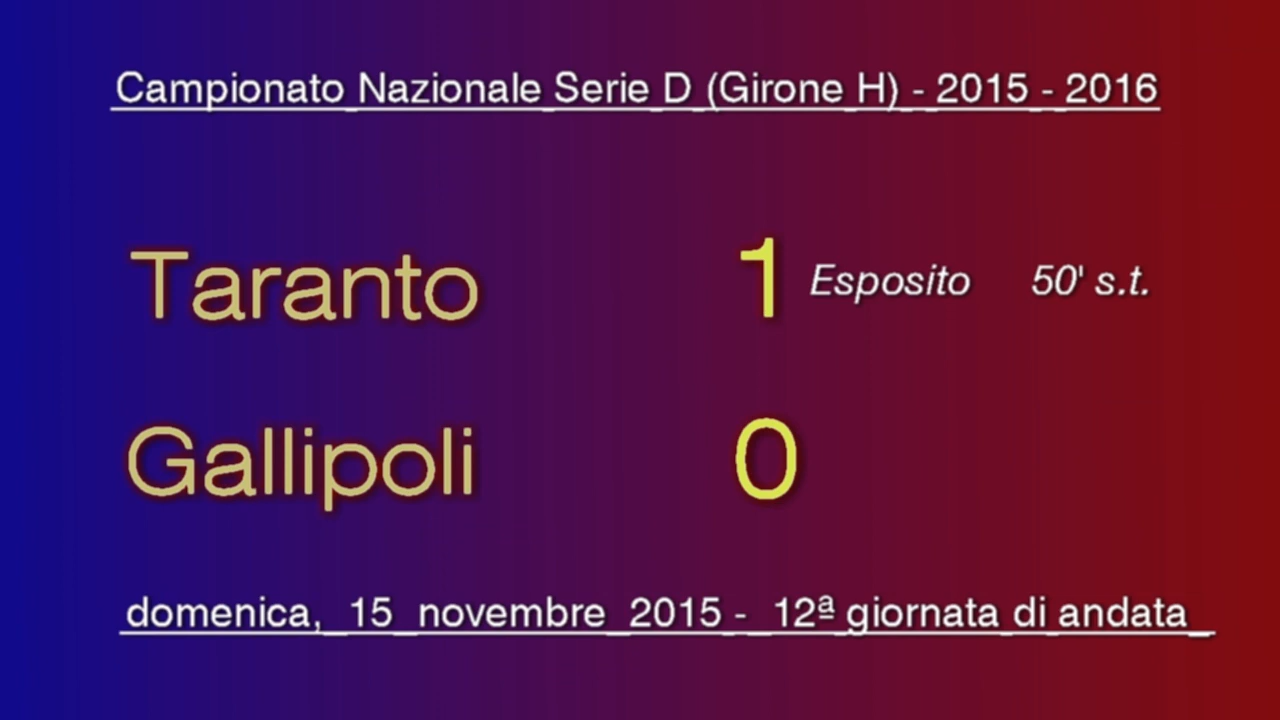 Campionato Nazionale Serie D (Girone H) - 2015 - 2016
Taranto 1 Esposito 50' s.t.
Gallipoli 0
domenica, 15 novembre 2015 - 12ª giornata di andata